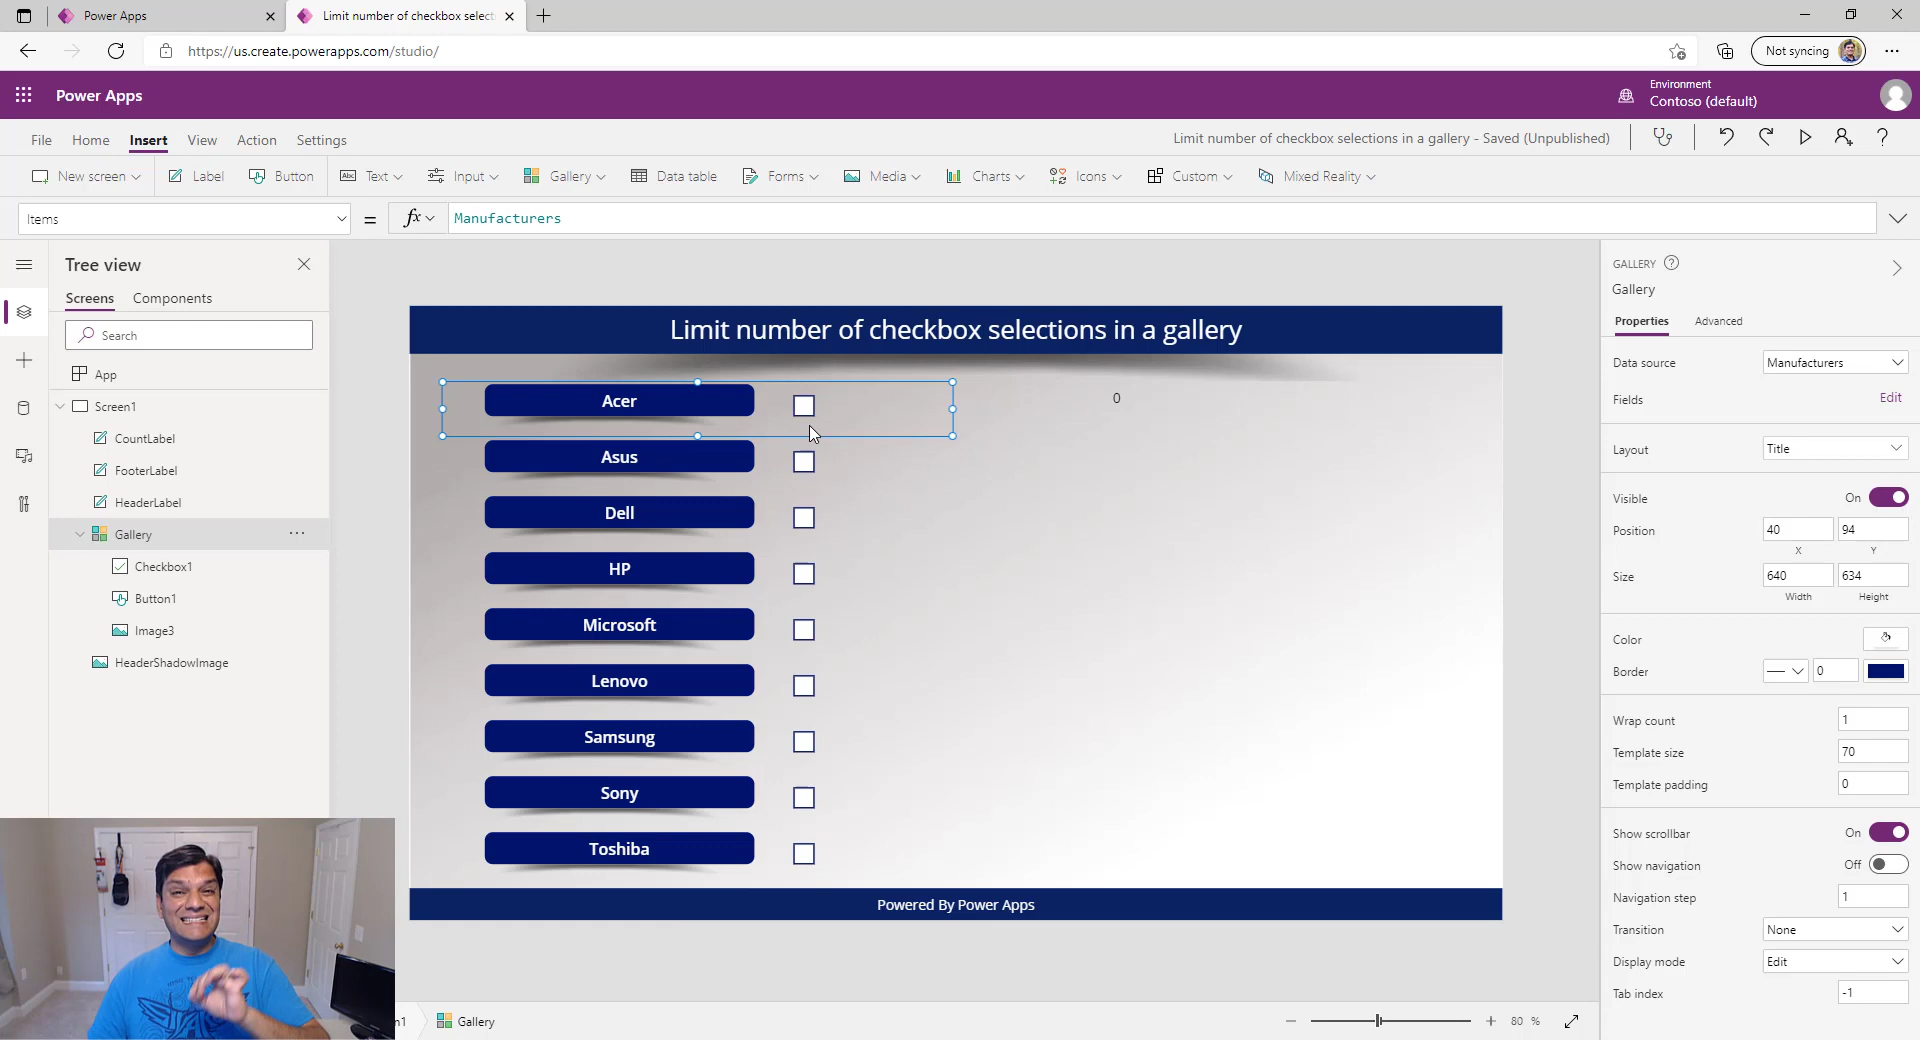 Power Apps
Limit number of checkbox select
https://us.create.powerapps.com/studio/
Not syncing
Power Apps
Environment
Contoso (default)
File Home Insert View Action Settings
Limit number of checkbox selections in a gallery - Saved (Unpublished)
New screen Label Button Abc Text Input Gallery Data table Forms Media Charts Icons Custom Mixed Reality
Items = fx Manufacturers
Tree view
Screens Components
Search
App
Screen1
CountLabel
FooterLabel
HeaderLabel
Gallery
Checkbox1
Button1
Image3
HeaderShadowImage
Limit number of checkbox selections in a gallery
Acer
0
Asus
Dell
HP
Microsoft
Lenovo
Samsung
Sony
Toshiba
Powered By Power Apps
n1 Gallery
80 %
GALLERY
Gallery
Properties Advanced
Data source Manufacturers
Fields Edit
Layout Title
Visible On
Position 40 94
X Y
Size 640 634
Width Height
Color
Border 0
Wrap count 1
Template size 70
Template padding 0
Show scrollbar On
Show navigation Off
Navigation step 1
Transition None
Display mode Edit
Tab index -1